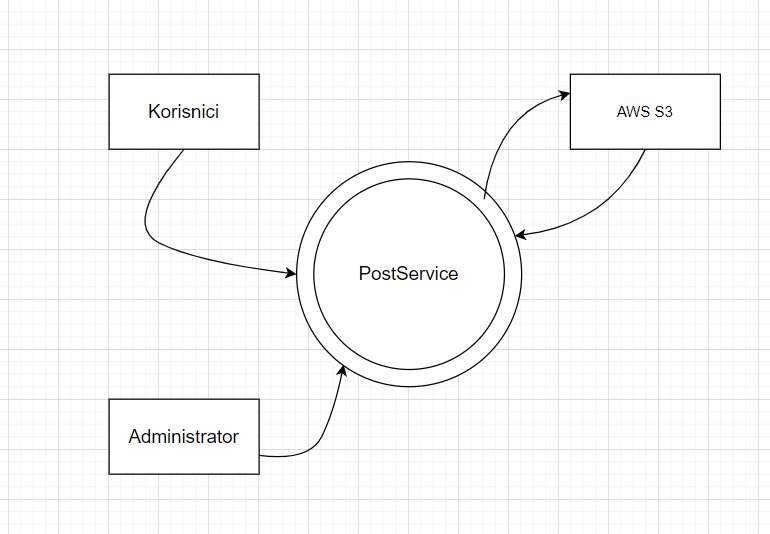 Korisnici
AWS S3
PostService
Administrator